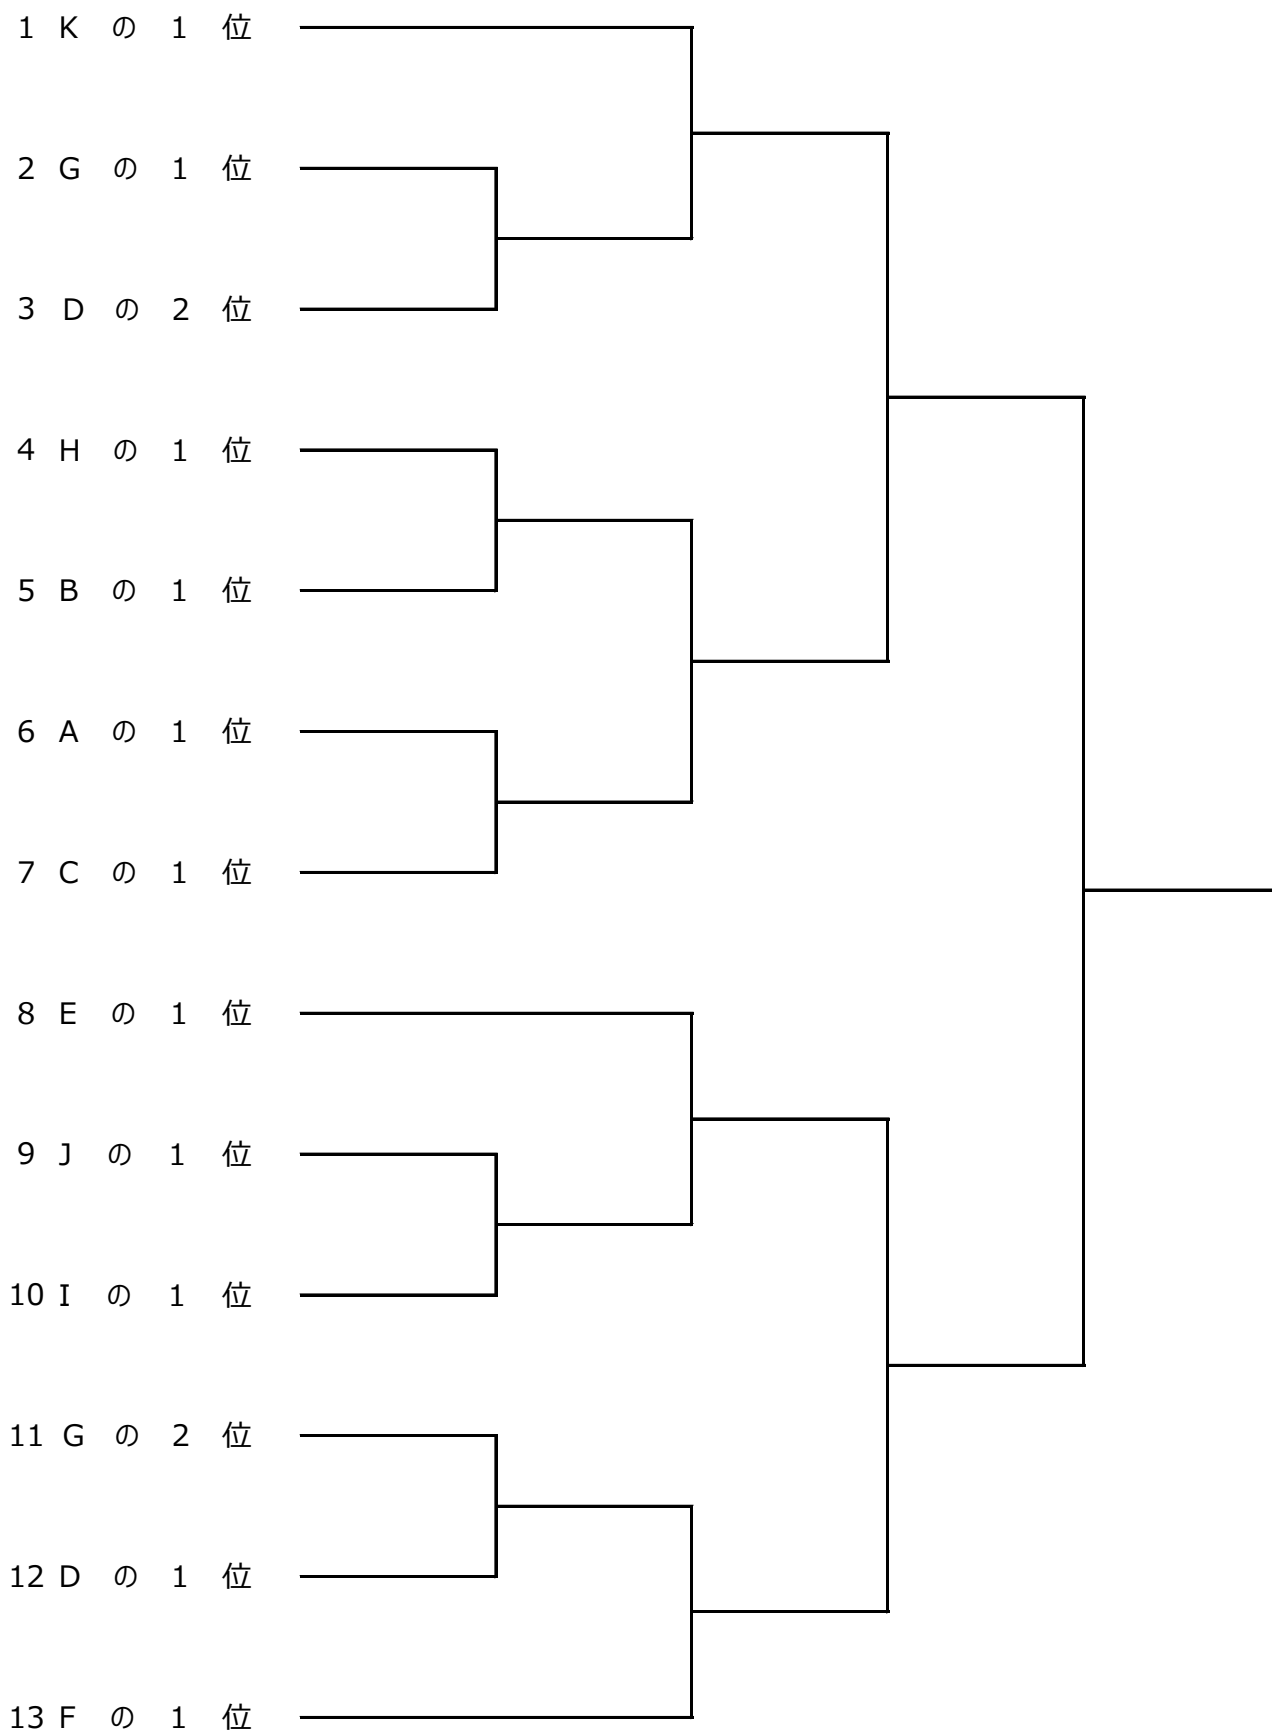 1 K の 1 位
2 G の 1 位
3 D の 2 位
4 H の 1 位
5 B の 1 位
6 A の 1 位
7 C の 1 位
8 E の 1 位
9 J の 1 位
10 I の 1 位
11 G の 2 位
12 D の 1 位
13 F の 1 位